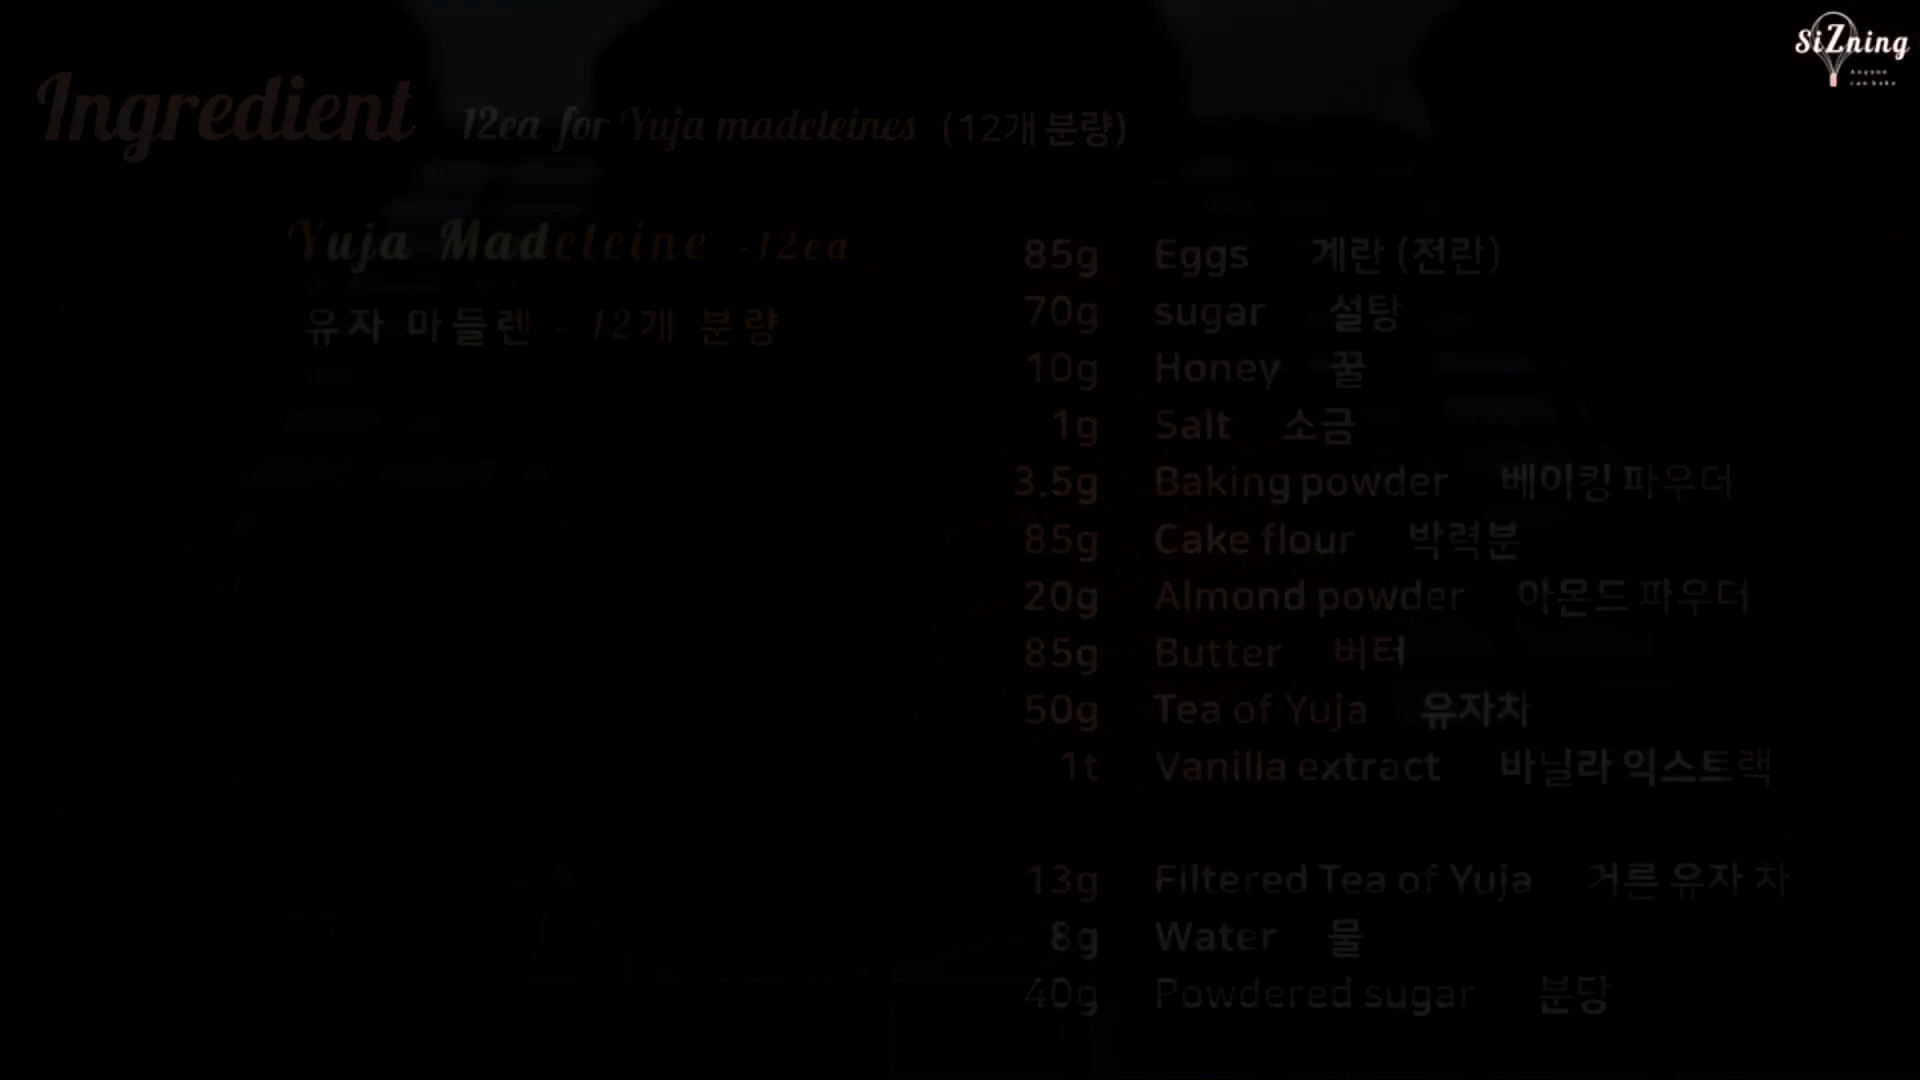 SiZning
Anyone
can bake
Ingredient 12ea for Yuja madeleines (12개 분량)
Yuja Madeleine -12ea
유자 마들렌 - 12개 분량
85g Eggs 계란 (전란)
70g sugar 설탕
10g Honey 꿀
1g Salt 소금
3.5g Baking powder 베이킹 파우더
85g Cake flour 박력분
20g Almond powder 아몬드 파우더
85g Butter 버터
50g Tea of Yuja 유자차
1t Vanilla extract 바닐라 익스트랙
13g Filtered Tea of Yuja 거른 유자 차
8g Water 물
40g Powdered sugar 분당